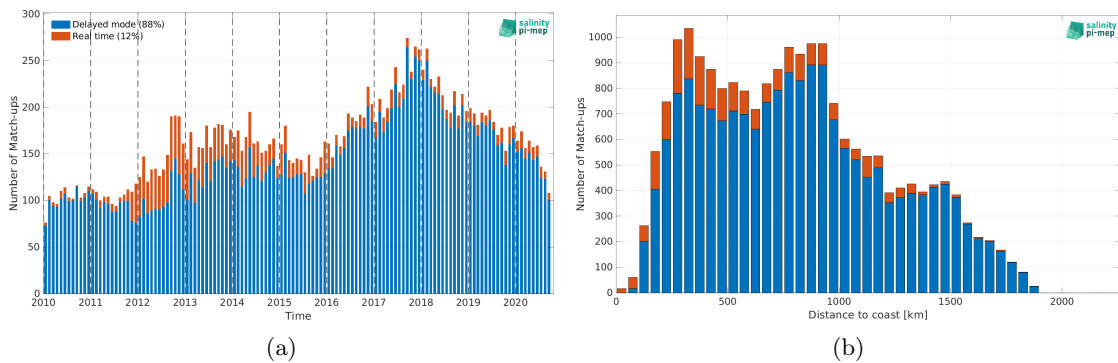 Delayed mode (88%)
Real time (12%)
salinity
pi-mep
300
250
200
150
100
50
0
Number of Match-ups
2010 2011 2012 2013 2014 2015 2016 2017 2018 2019 2020
Time
(a)
salinity
pi-mep
1000
900
800
700
600
500
400
300
200
100
0
Number of Match-ups
0 500 1000 1500 2000
Distance to coast [km]
(b)